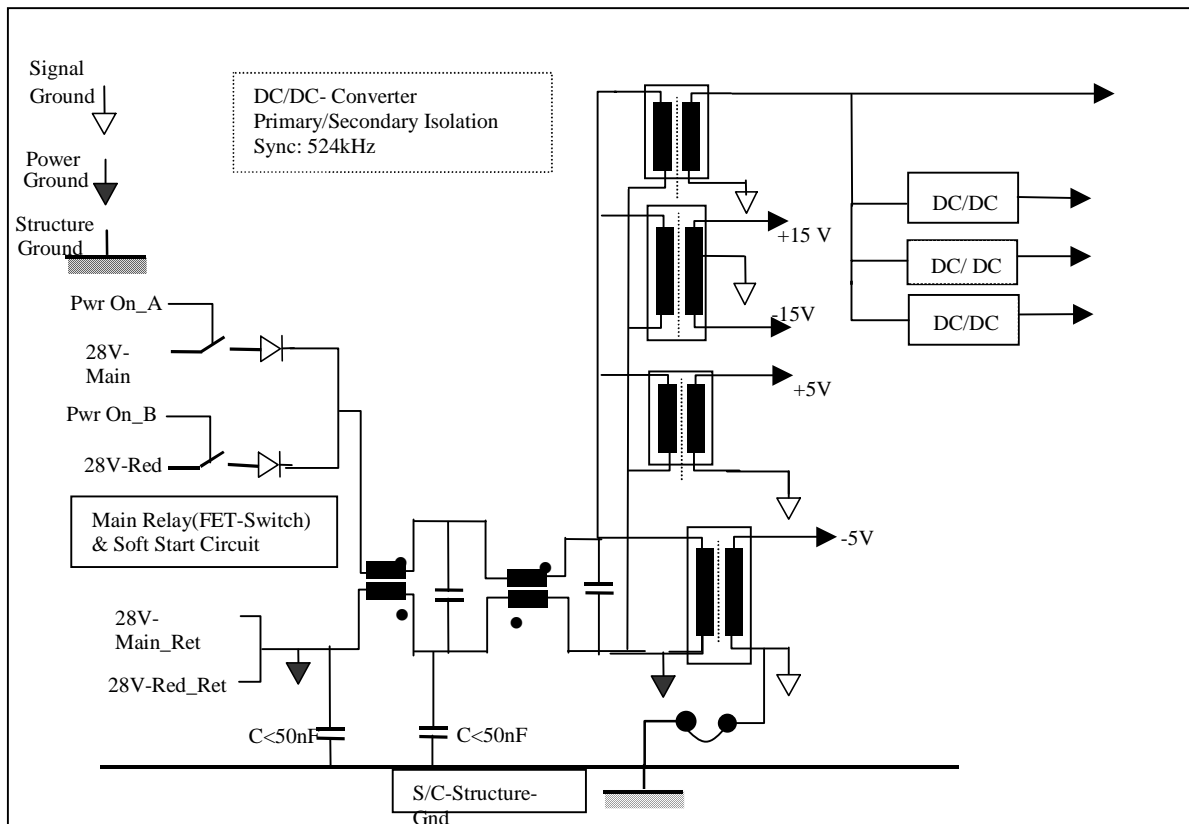 Signal
Ground
Power
Ground
Structure
Ground
DC/DC- Converter
Primary/Secondary Isolation
Sync: 524kHz
DC/DC
DC/ DC
DC/DC
+15 V
-15V
+5V
-5V
Pwr On_A
28V-
Main
Pwr On_B
28V-Red
Main Relay(FET-Switch)
& Soft Start Circuit
28V-
Main_Ret
28V-Red_Ret
C<50nF
C<50nF
S/C-Structure-
Gnd